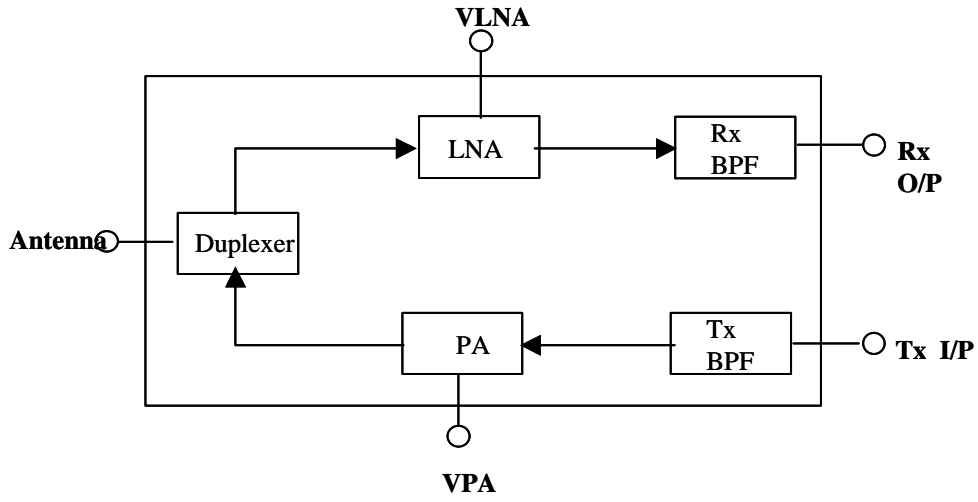 VLNA
LNA
Rx
BPF
Rx
O/P
Antenna
Duplexer
PA
Tx
BPF
Tx I/P
VPA